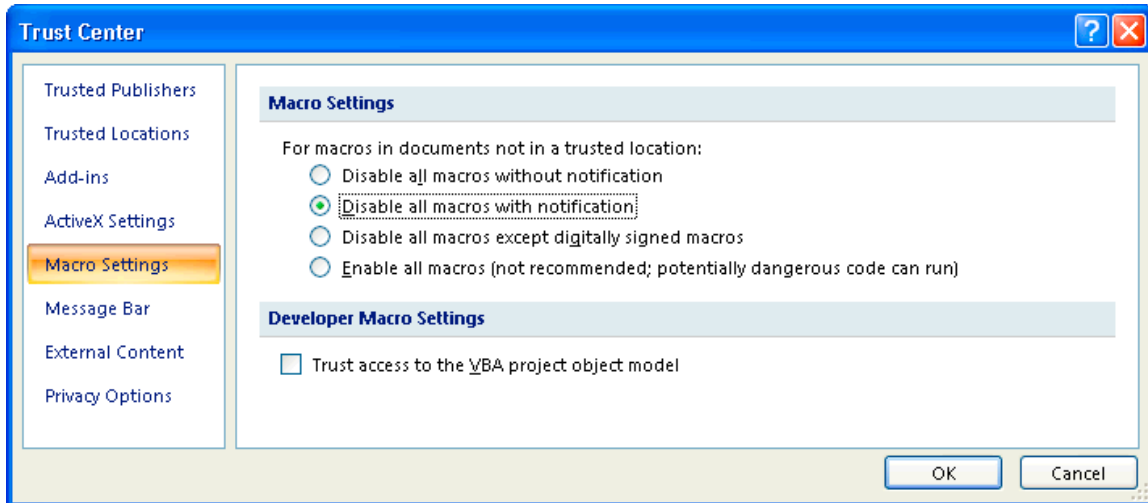 Trust Center
Trusted Publishers
Trusted Locations
Add-ins
ActiveX Settings
Macro Settings
Message Bar
External Content
Privacy Options
Macro Settings
For macros in documents not in a trusted location:
Disable all macros without notification
Disable all macros with notification
Disable all macros except digitally signed macros
Enable all macros (not recommended; potentially dangerous code can run)
Developer Macro Settings
Trust access to the VBA project object model
OK
Cancel